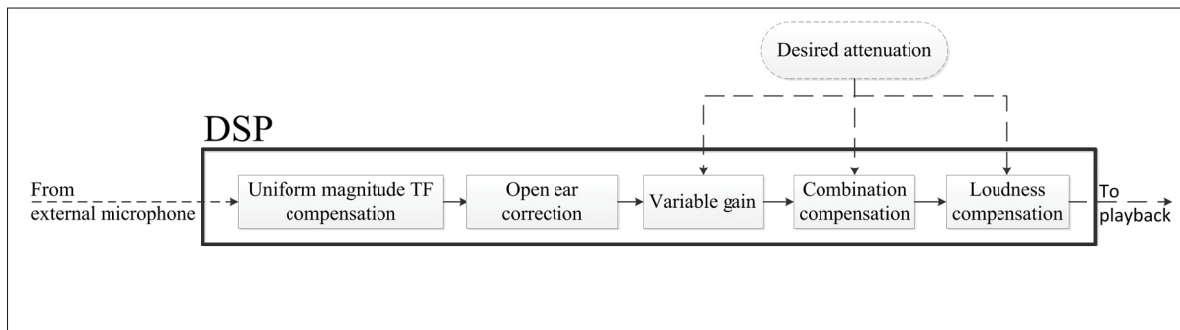 Desired attenuation
DSP
From
external microphone
Uniform magnitude TF
compensation
Open ear
correction
Variable gain
Combination
compensation
Loudness
compensation
To
playback